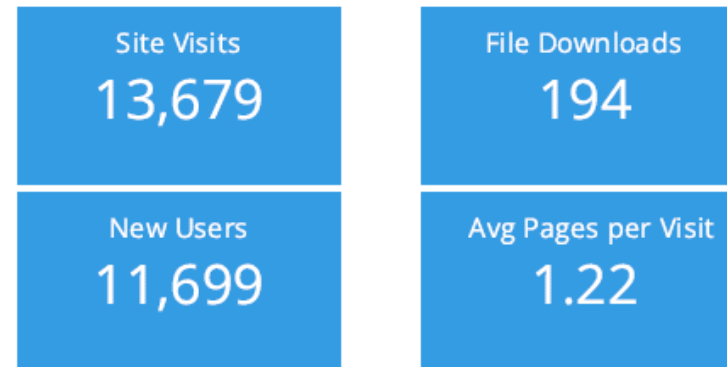 Site Visits
13,679
File Downloads
194
New Users
11,699
Avg Pages per Visit
1.22